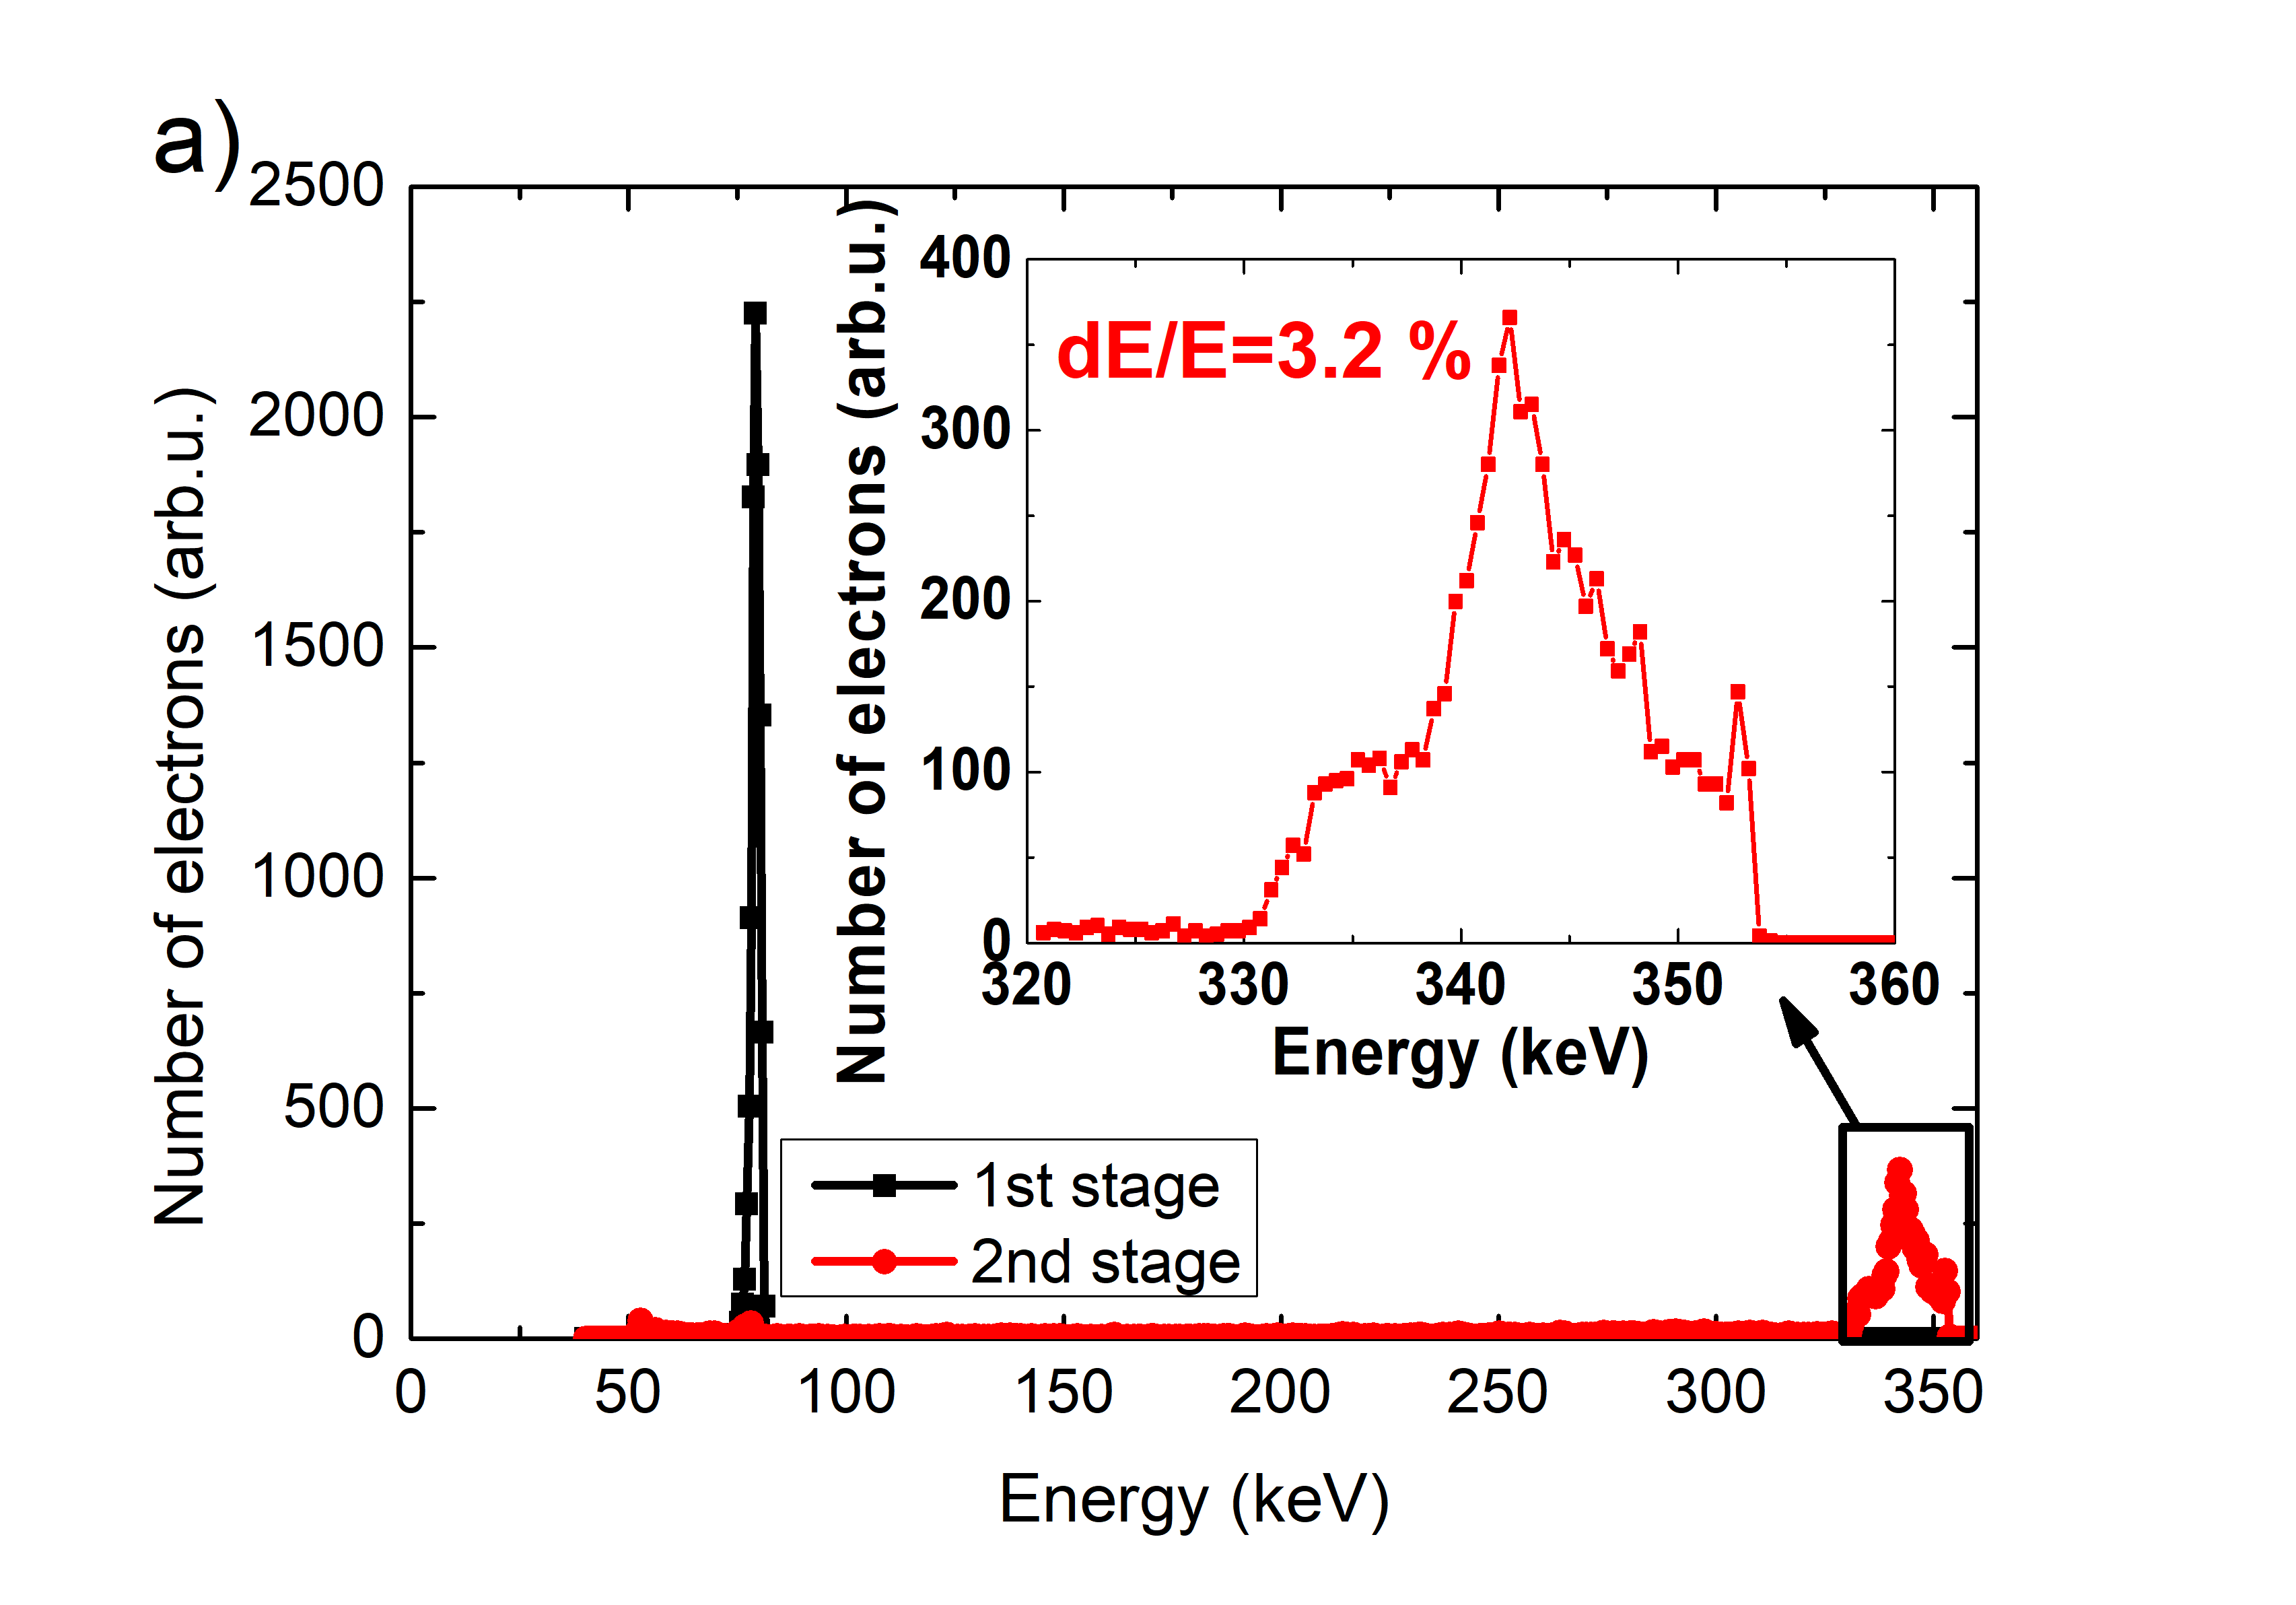 a)
2500
2000
1500
1000
500
0
Number of electrons (arb.u.)
0 50 100 150 200 250 300 350
Energy (keV)
400
300
200
100
0
Number of electrons (arb.u.)
dE/E=3.2 %
320 330 340 350 360
Energy (keV)
1st stage
2nd stage